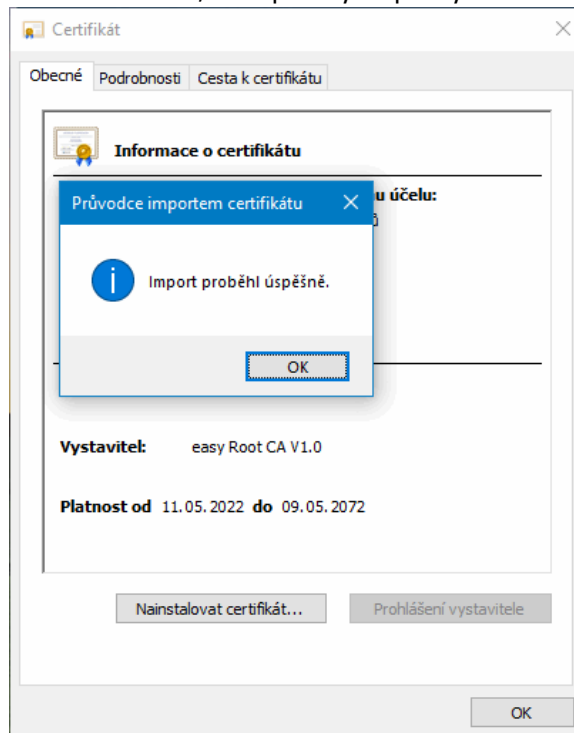 Certifikát
Obecné Podrobnosti Cesta k certifikátu
Informace o certifikátu
účelu:
Průvodce importem certifikátu
Import proběhl úspěšně.
OK
Vystavitel: easy Root CA V1.0
Platnost od 11.05.2022 do 09.05.2072
Nainstalovat certifikát... Prohlášení vystavitele
OK